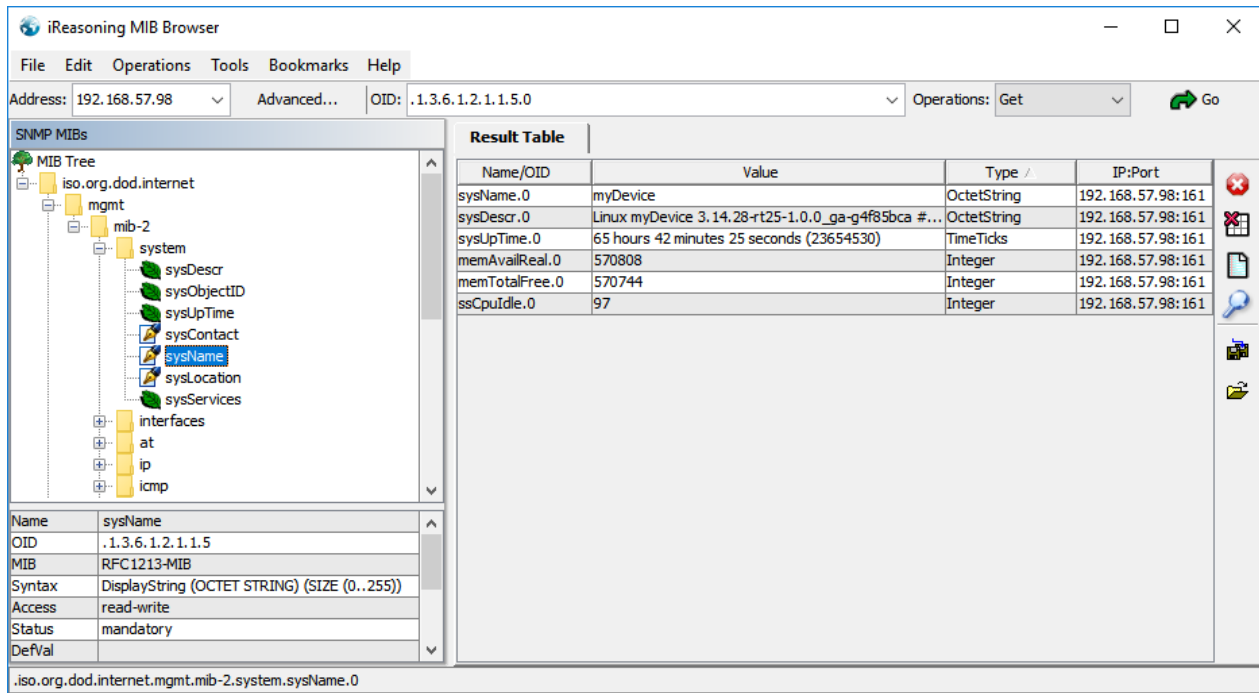 iReasoning MIB Browser
File Edit Operations Tools Bookmarks Help
Address: 192.168.57.98 Advanced... OID: .1.3.6.1.2.1.1.5.0 Operations: Get Go
SNMP MIBs
MIB Tree
iso.org.dod.internet
mgmt
mib-2
system
sysDescr
sysObjectID
sysUpTime
sysContact
sysName
sysLocation
sysServices
interfaces
at
ip
icmp
Name sysName
OID .1.3.6.1.2.1.1.5
MIB RFC1213-MIB
Syntax DisplayString (OCTET STRING) (SIZE (0..255))
Access read-write
Status mandatory
DefVal
Result Table
Name/OID Value Type IP:Port
sysName.0 myDevice OctetString 192.168.57.98:161
sysDescr.0 Linux myDevice 3.14.28-rt25-1.0.0_ga-g4f85bca #... OctetString 192.168.57.98:161
sysUpTime.0 65 hours 42 minutes 25 seconds (23654530) TimeTicks 192.168.57.98:161
memAvailReal.0 570808 Integer 192.168.57.98:161
memTotalFree.0 570744 Integer 192.168.57.98:161
ssCpuIdle.0 97 Integer 192.168.57.98:161
.iso.org.dod.internet.mgmt.mib-2.system.sysName.0